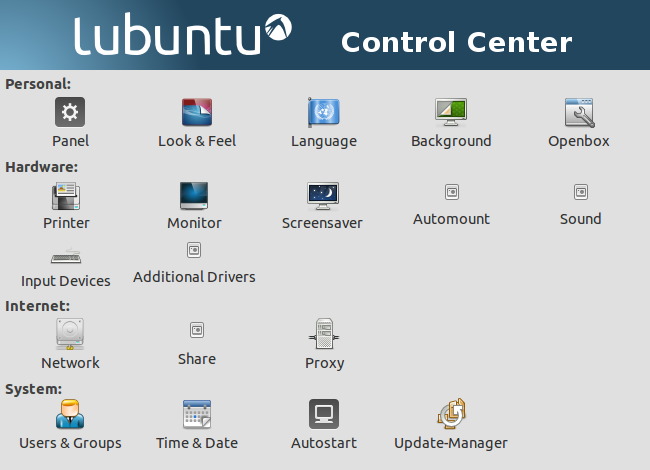 lubuntu Control Center
Personal:
Panel Look & Feel Language Background Openbox
Hardware:
Printer Monitor Screensaver Automount Sound
Input Devices Additional Drivers
Internet:
Network Share Proxy
System:
Users & Groups Time & Date Autostart Update-Manager